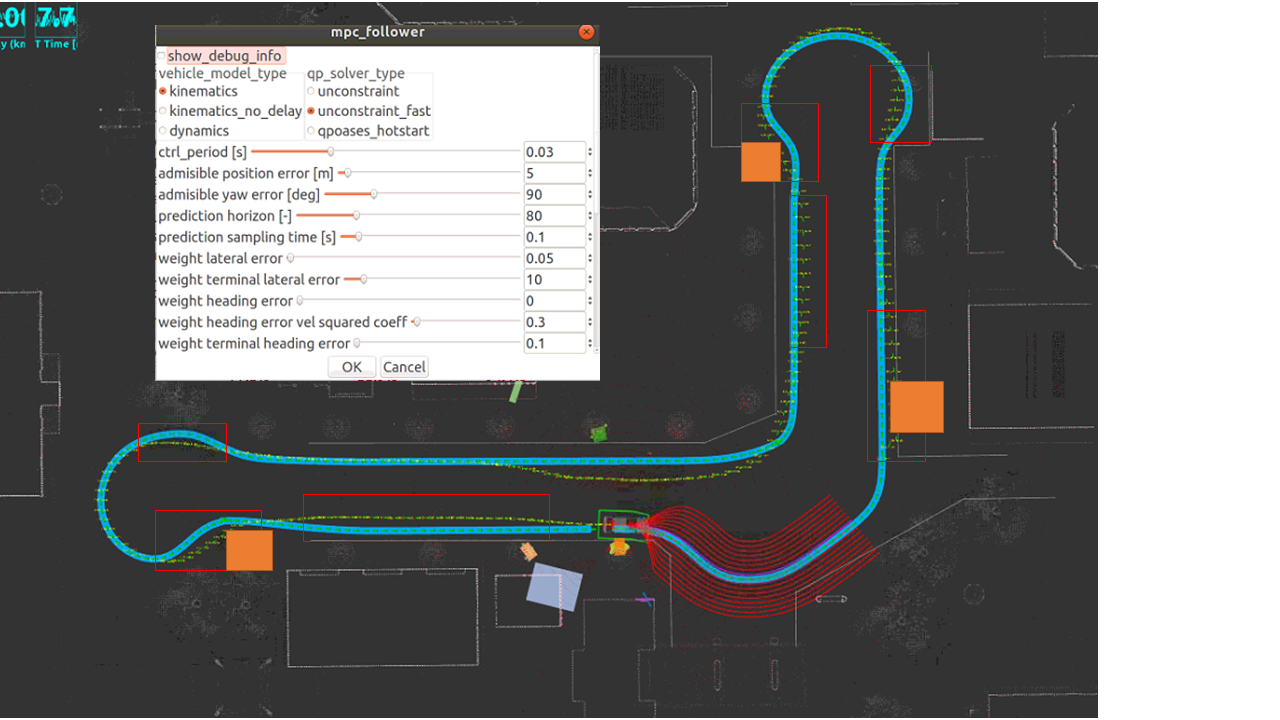 7.7
T Time [
mpc_follower
show_debug_info
vehicle_model_type qp_solver_type
kinematics unconstraint
kinematics_no_delay unconstraint_fast
dynamics qpoases_hotstart
ctrl_period [s] 0.03
admisible position error [m] 5
admisible yaw error [deg] 90
prediction horizon [-] 80
prediction sampling time [s] 0.1
weight lateral error 0.05
weight terminal lateral error 10
weight heading error 0
weight heading error vel squared coeff 0.3
weight terminal heading error 0.1
OK Cancel